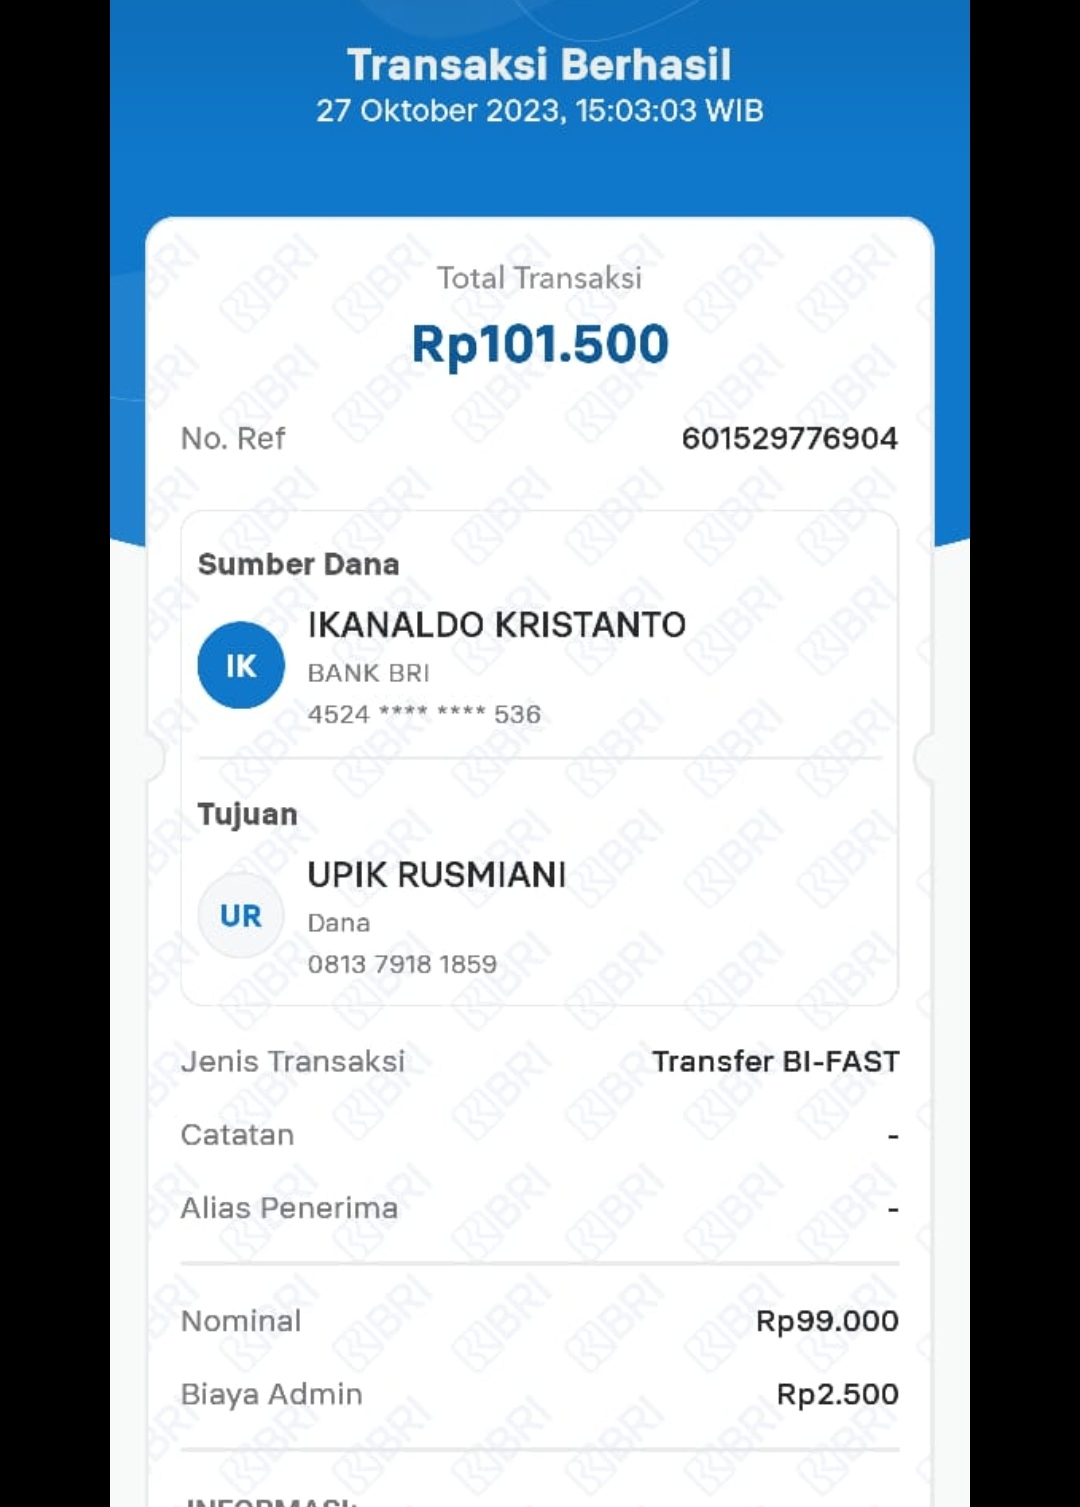 Transaksi Berhasil
27 Oktober 2023, 15:03:03 WIB
Total Transaksi
Rp101.500
No. Ref 601529776904
Sumber Dana
IK
IKANALDO KRISTANTO
BANK BRI
4524 **** **** 536
Tujuan
UR
UPIK RUSMIANI
Dana
0813 7918 1859
Jenis Transaksi Transfer BI-FAST
Catatan -
Alias Penerima -
Nominal Rp99.000
Biaya Admin Rp2.500
INFORMASI: